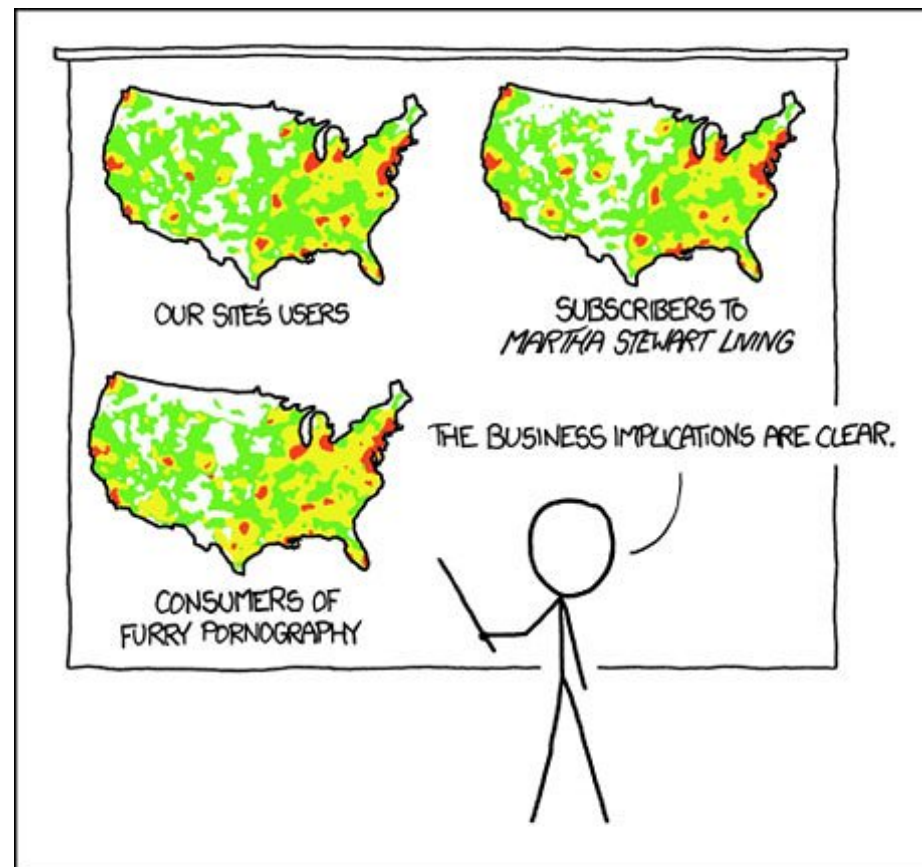 OUR SITE'S USERS
SUBSCRIBERS TO
MARTHA STEWART LIVING
CONSUMERS OF
FURRY PORNOGRAPHY
THE BUSINESS IMPLICATIONS ARE CLEAR.